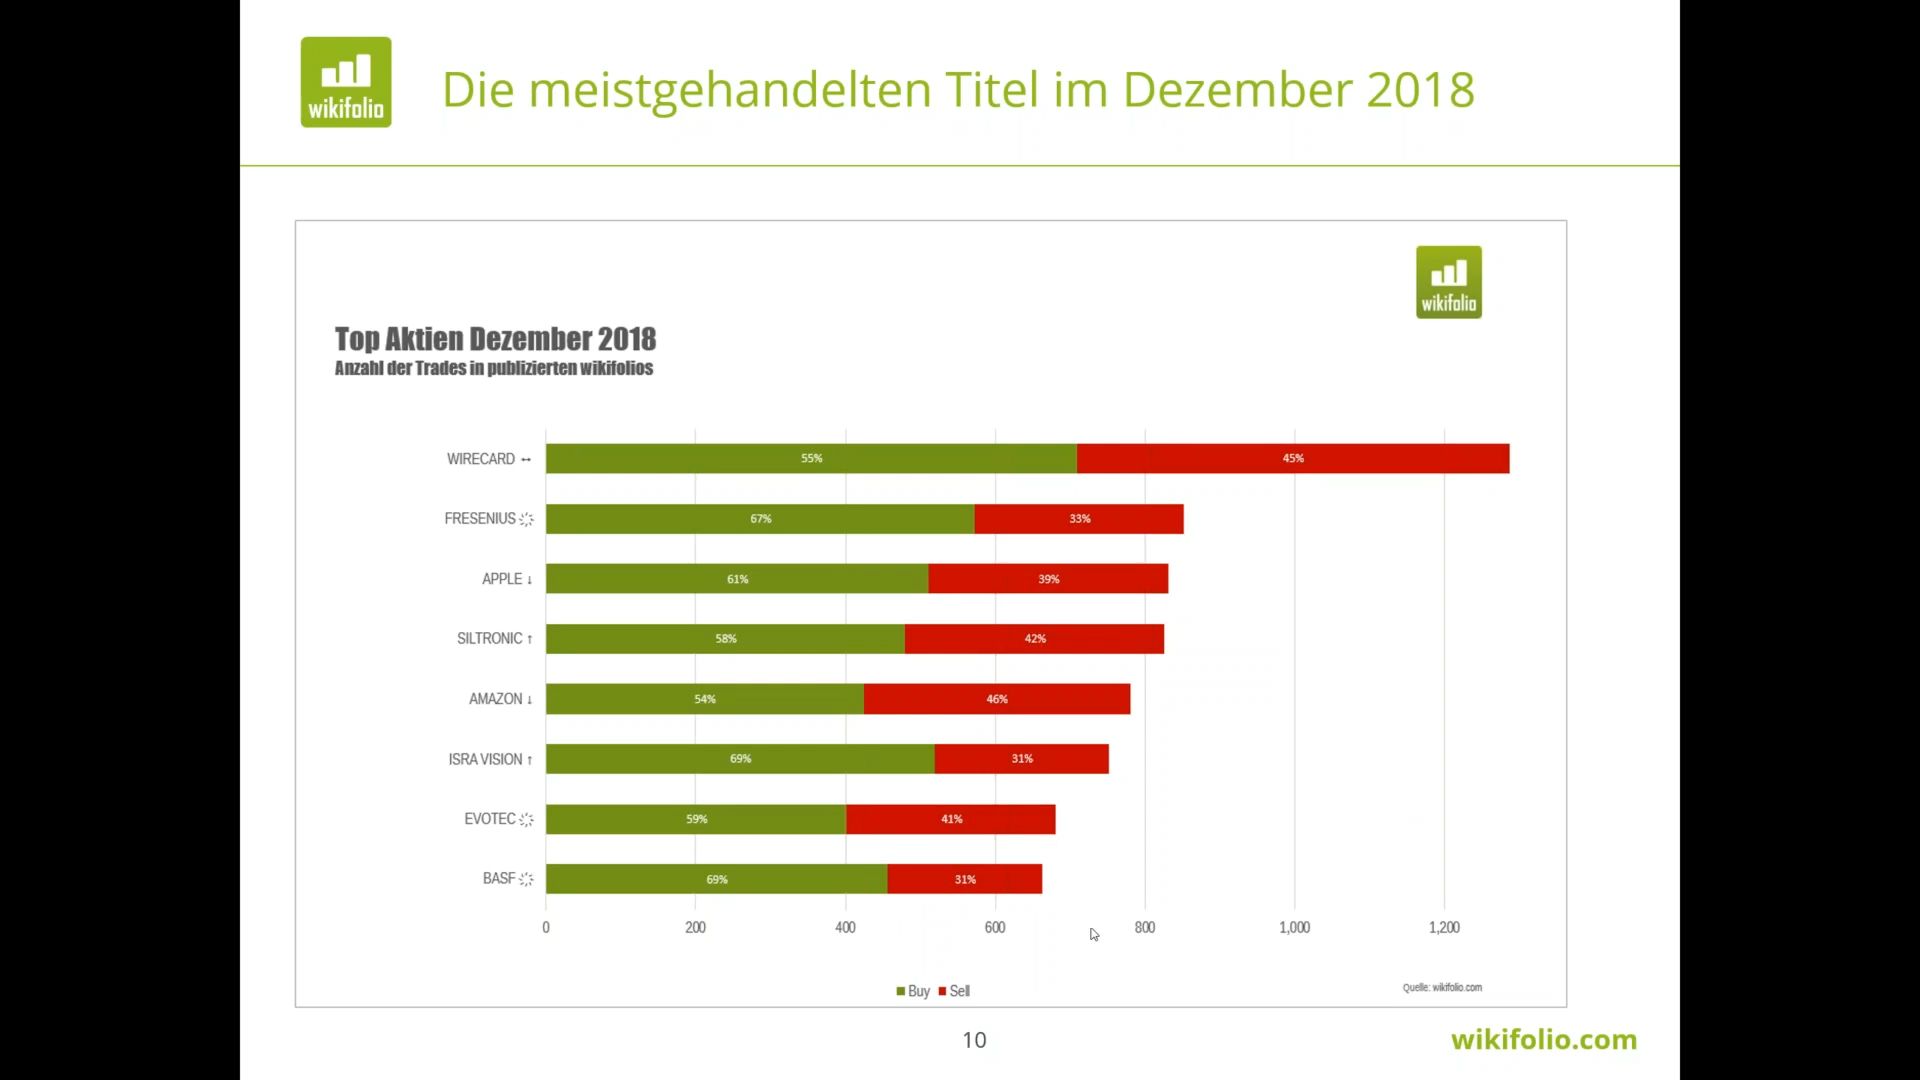 wikifolio
Die meistgehandelten Titel im Dezember 2018
wikifolio
Top Aktien Dezember 2018
Anzahl der Trades in publizierten wikifolios
WIRECARD ↔ 55% 45%
FRESENIUS 67% 33%
APPLE ↓ 61% 39%
SILTRONIC ↑ 58% 42%
AMAZON ↓ 54% 46%
ISRA VISION ↑ 69% 31%
EVOTEC 59% 41%
BASF 69% 31%
0 200 400 600 800 1,000 1,200
Buy Sell
Quelle: wikifolio.com
10
wikifolio.com